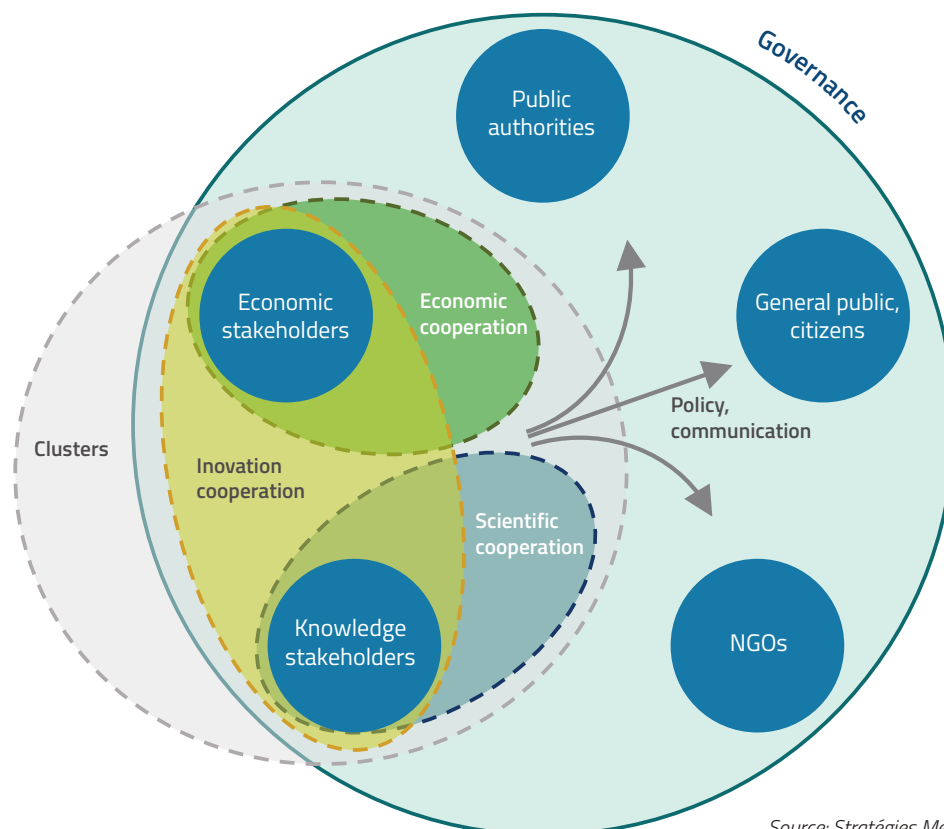 Governance
Public
authorities
Economic
stakeholders
Economic
cooperation
General public,
citizens
Policy,
communication
Clusters
Inovation
cooperation
Scientific
cooperation
Knowledge
stakeholders
NGOs
Source: Stratégies